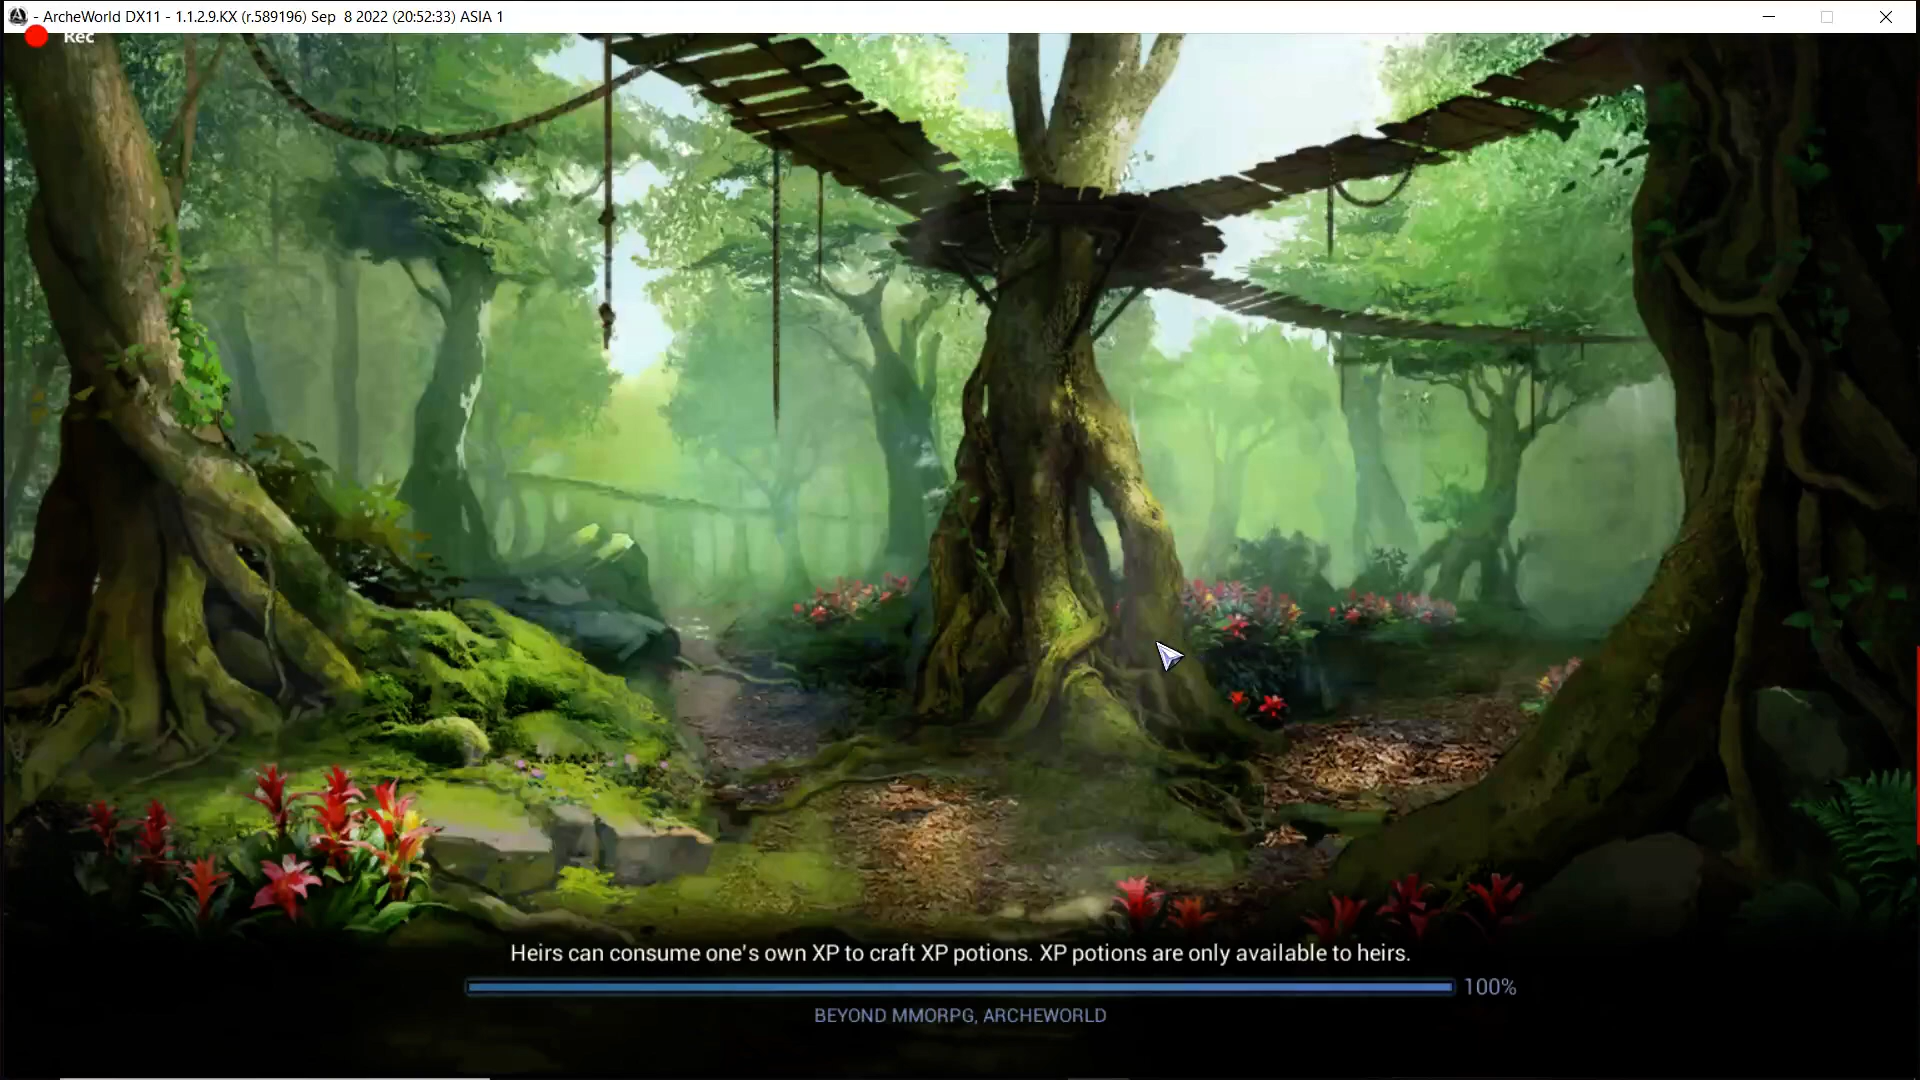 - ArcheWorld DX11 - 1.1.2.9.KX (r.589196) Sep 8 2022 (20:52:33) ASIA 1
Rec
Heirs can consume one's own XP to craft XP potions. XP potions are only available to heirs.
100%
BEYOND MMORPG, ARCHEWORLD